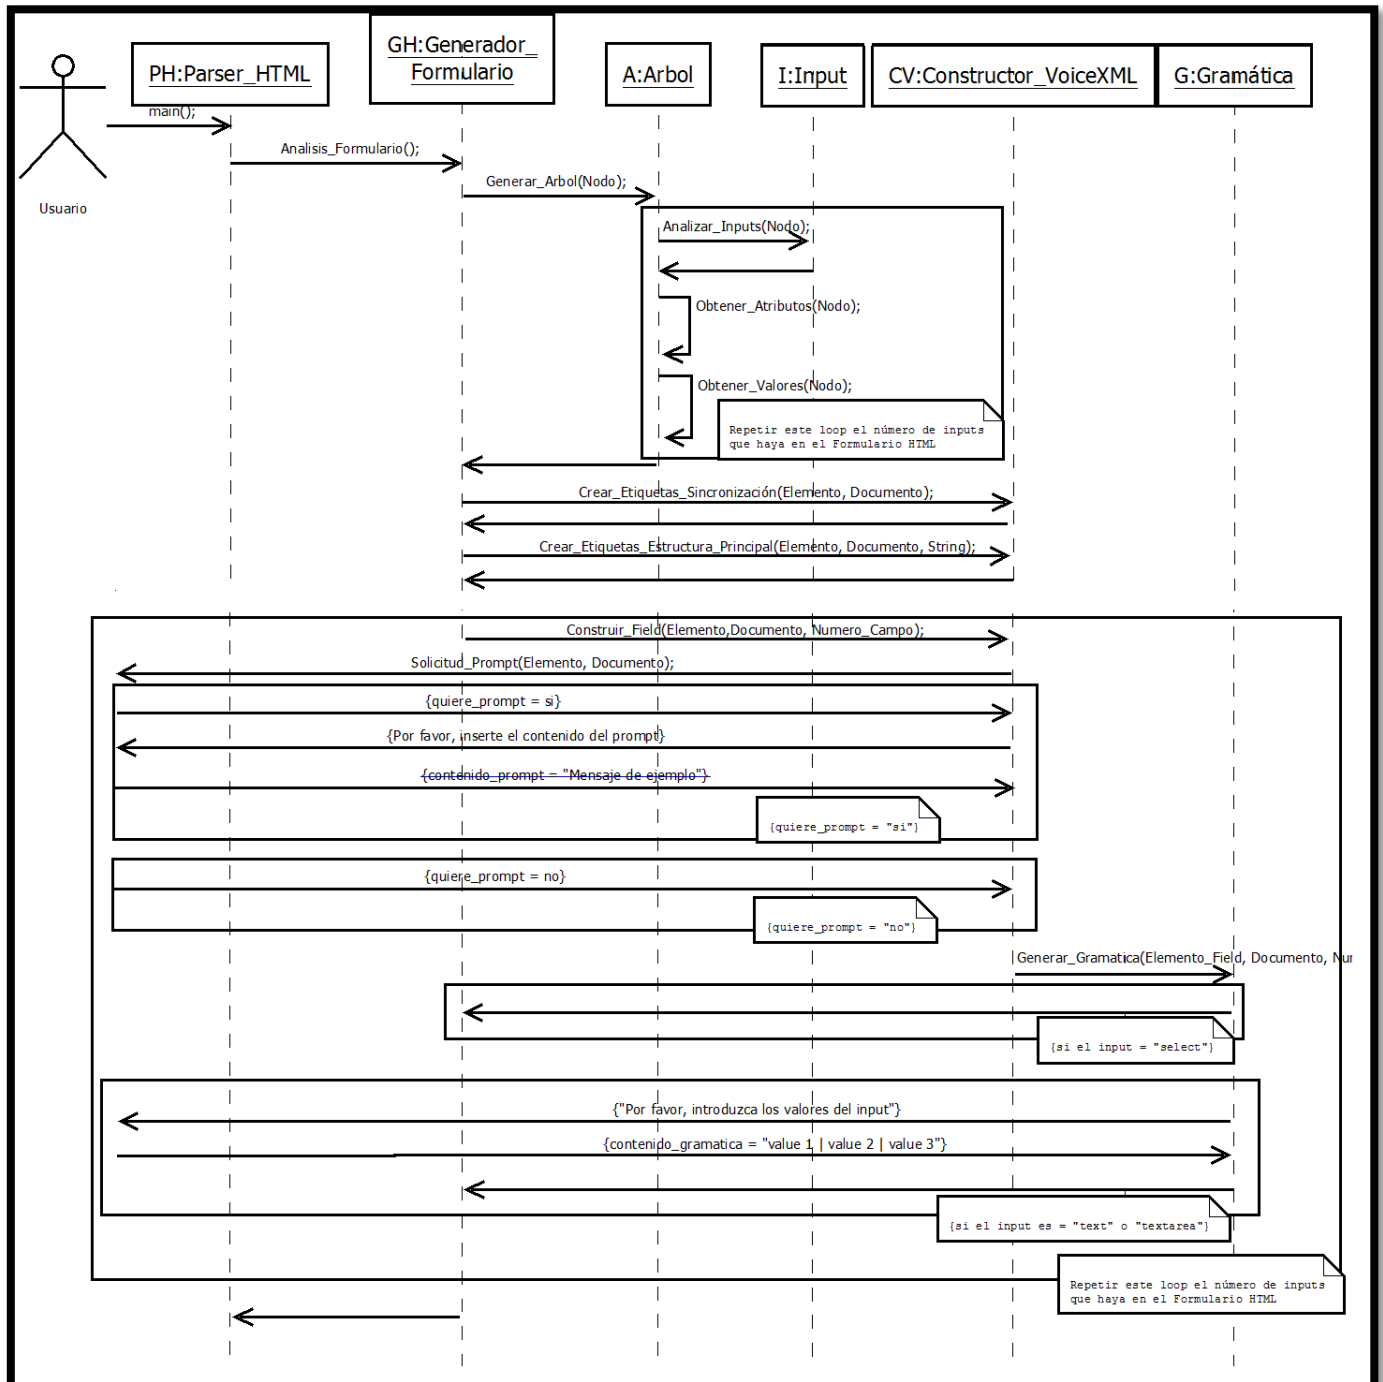 PH:Parser_HTML
GH:Generador_
Formulario
A:Arbol
I:Input
CV:Constructor_VoiceXML
G:Gramática
main();
Analisis_Formulario();
Generar_Arbol(Nodo);
Usuario
Analizar_Inputs(Nodo);
Obtener_Atributos(Nodo);
Obtener_Valores(Nodo);
Repetir este loop el número de inputs
que haya en el Formulario HTML
Crear_Etiquetas_Sincronización(Elemento, Documento);
Crear_Etiquetas_Estructura_Principal(Elemento, Documento, String);
Construir_Field(Elemento,Documento, Numero_Campo);
Solicitud_Prompt(Elemento, Documento);
{quiere_prompt = si}
{Por favor, inserte el contenido del prompt}
{contenido_prompt = "Mensaje de ejemplo"}
{quiere_prompt = "si"}
{quiere_prompt = no}
{quiere_prompt = "no"}
Generar_Gramatica(Elemento_Field, Documento,
{si el input = "select"}
{"Por favor, introduzca los valores del input"}
{contenido_gramatica = "value 1 | value 2 | value 3"}
{si el input es = "text" o "textarea"}
Repetir este loop el número de inputs
que haya en el Formulario HTML